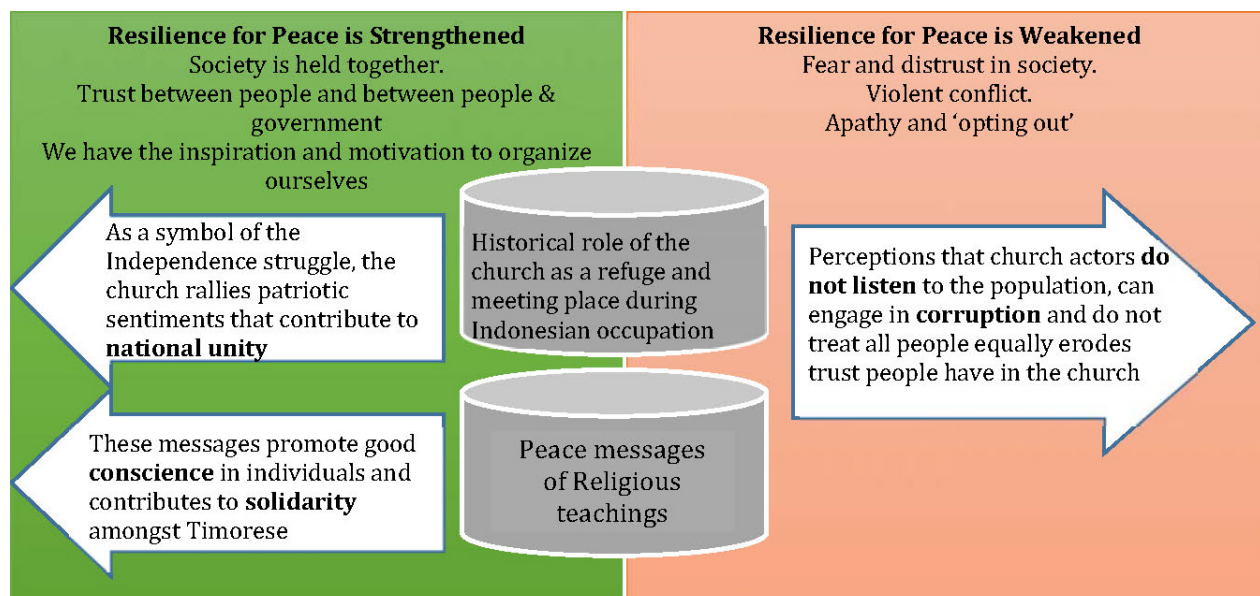 Resilience for Peace is Strengthened
Society is held together.
Trust between people and between people &
government
We have the inspiration and motivation to organize
ourselves
Resilience for Peace is Weakened
Fear and distrust in society.
Violent conflict.
Apathy and ‘opting out’
As a symbol of the
Independence struggle, the
church rallies patriotic
sentiments that contribute to
national unity
Historical role of the
church as a refuge and
meeting place during
Indonesian occupation
Perceptions that church actors do
not listen to the population, can
engage in corruption and do not
treat all people equally erodes
trust people have in the church
These messages promote good
conscience in individuals and
contributes to solidarity
amongst Timorese
Peace messages
of Religious
teachings